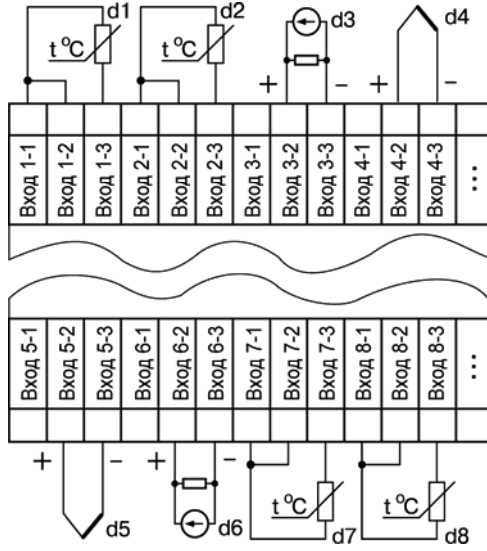 d1 d2 d3 d4
t °C t °C
+ – + –
Вход 1-1
Вход 1-2
Вход 1-3
Вход 2-1
Вход 2-2
Вход 2-3
Вход 3-1
Вход 3-2
Вход 3-3
Вход 4-1
Вход 4-2
Вход 4-3
...
Вход 5-1
Вход 5-2
Вход 5-3
Вход 6-1
Вход 6-2
Вход 6-3
Вход 7-1
Вход 7-2
Вход 7-3
Вход 8-1
Вход 8-2
Вход 8-3
...
+ – + –
t °C t °C
d5 d6 d7 d8